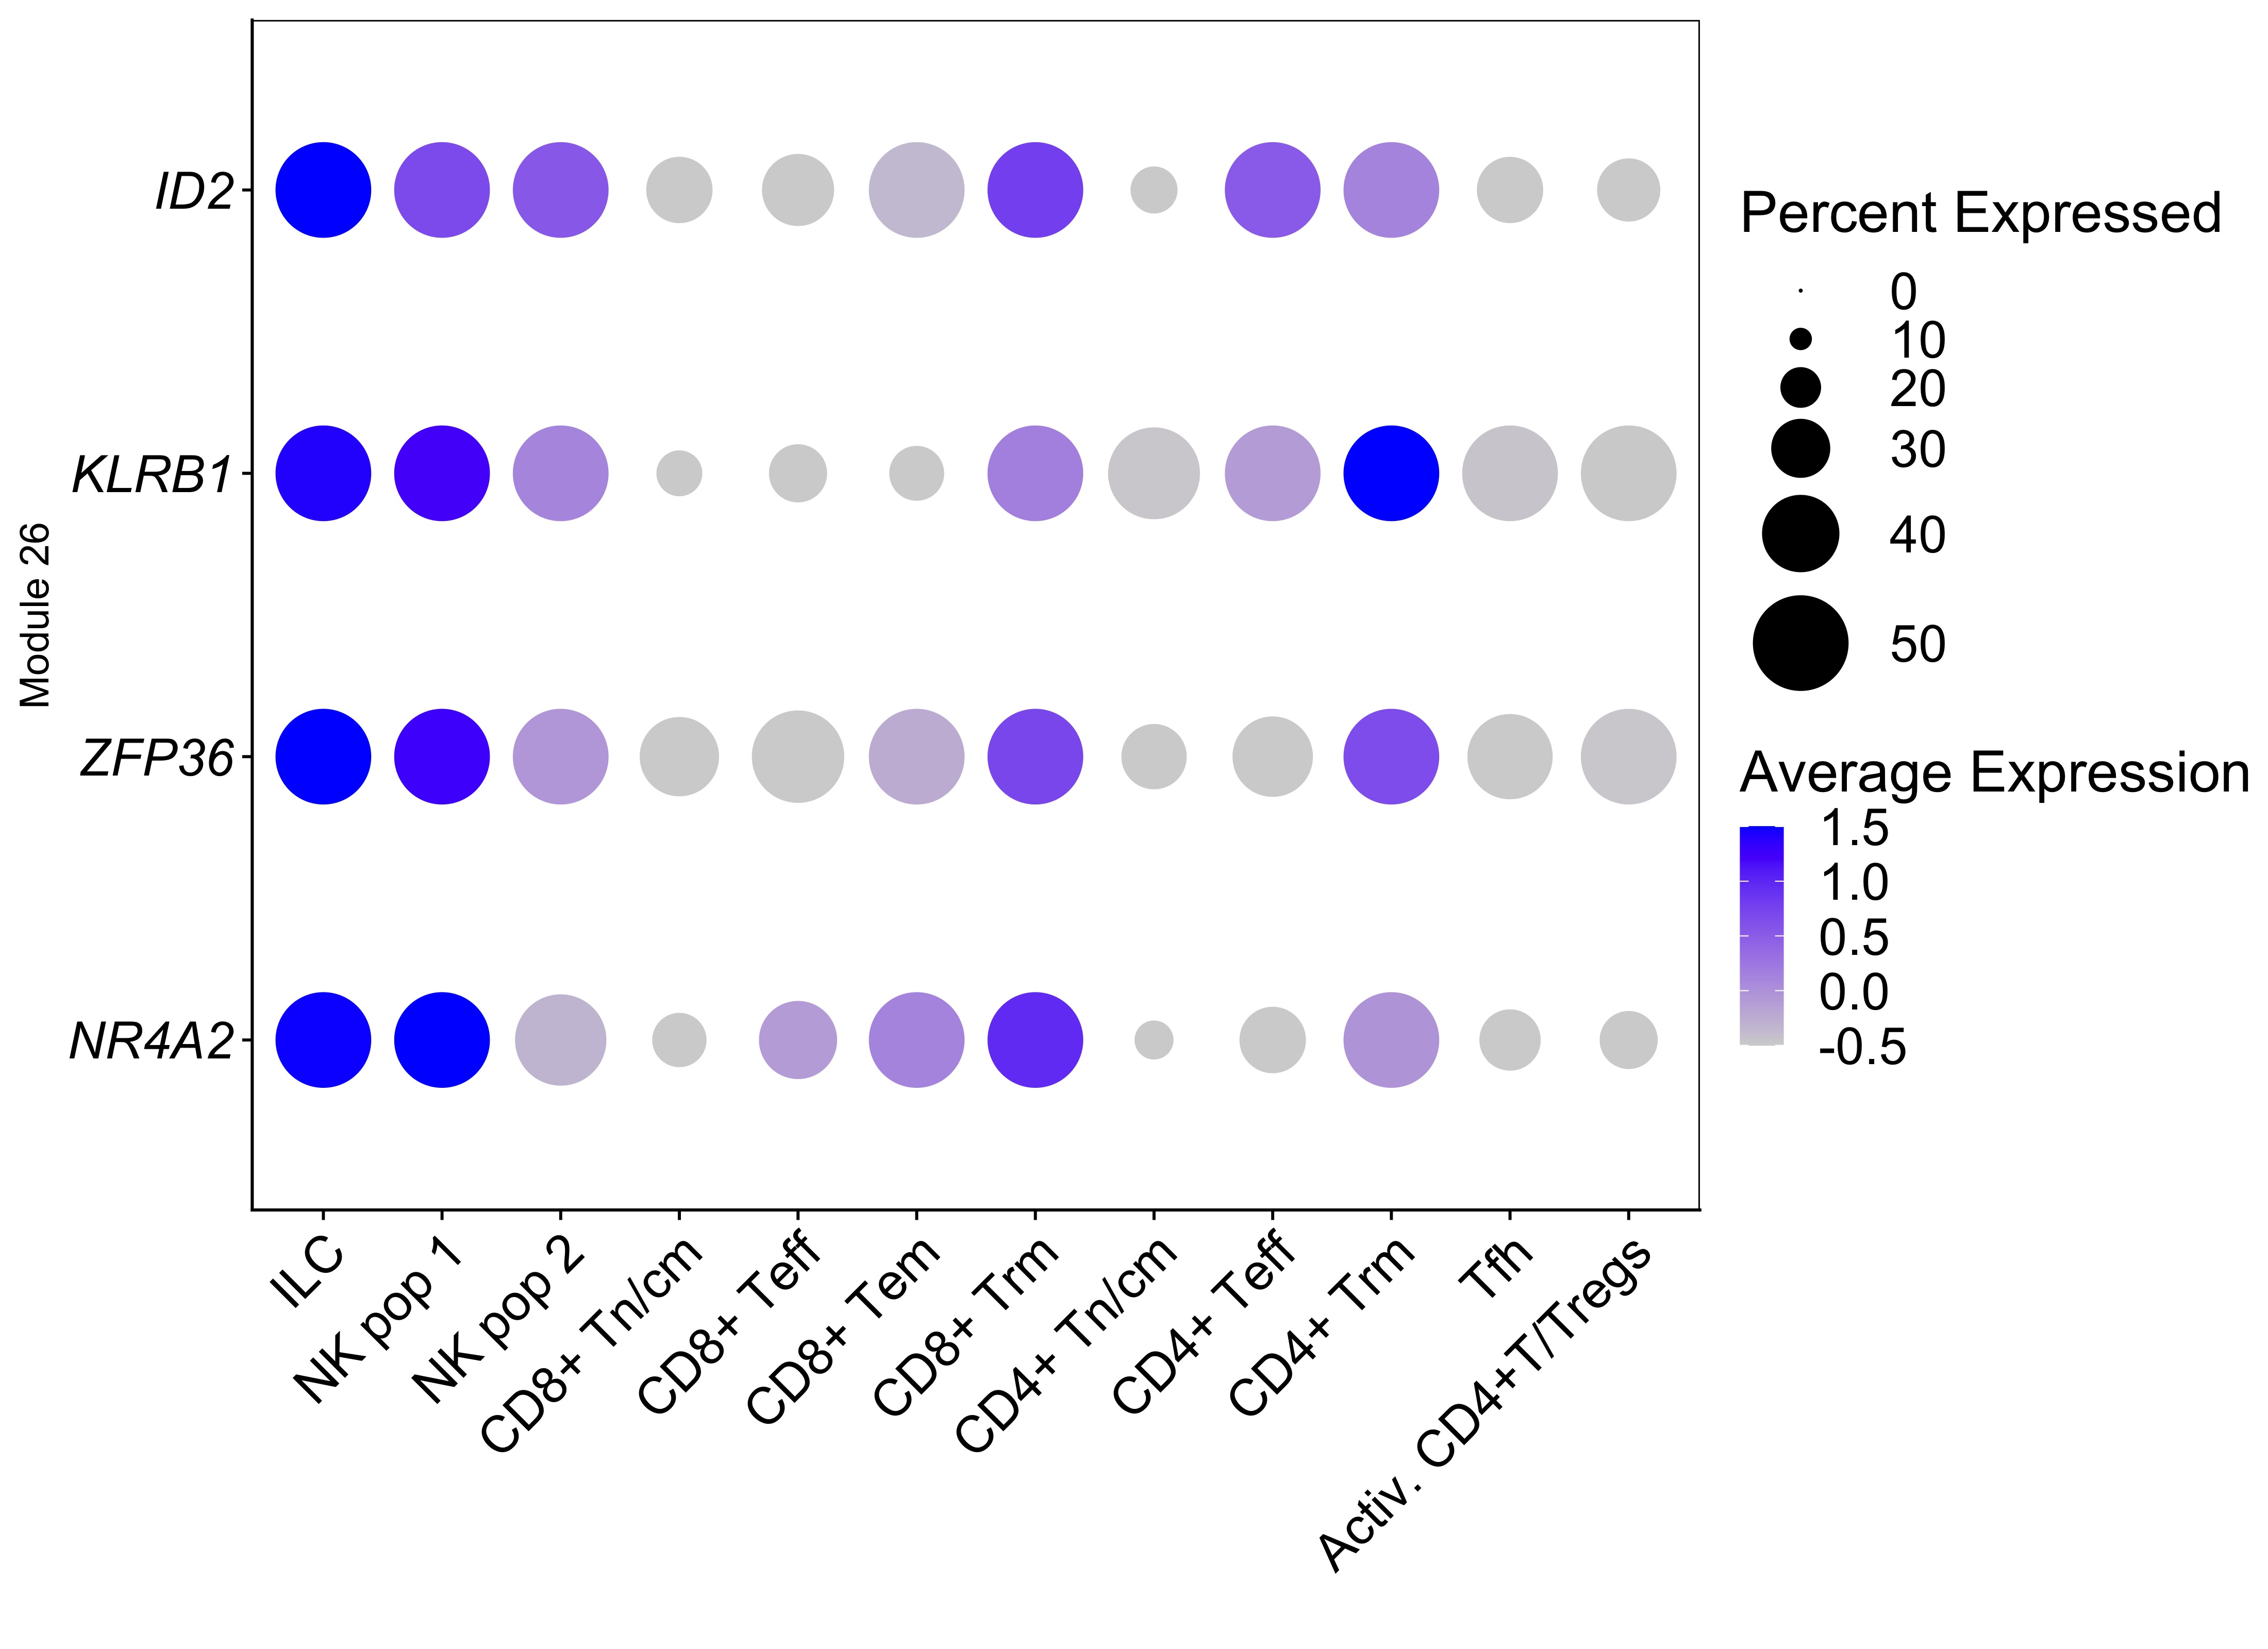 Module 26
ID2
KLRB1
ZFP36
NR4A2
ILC
NK pop 1
NK pop 2
CD8+ Tn/cm
CD8+ Teff
CD8+ Tem
CD8+ Trm
CD4+ Tn/cm
CD4+ Teff
CD4+ Trm
Tfh
Activ. CD4+T/Tregs
Percent Expressed
0
10
20
30
40
50
Average Expression
1.5
1.0
0.5
0.0
-0.5